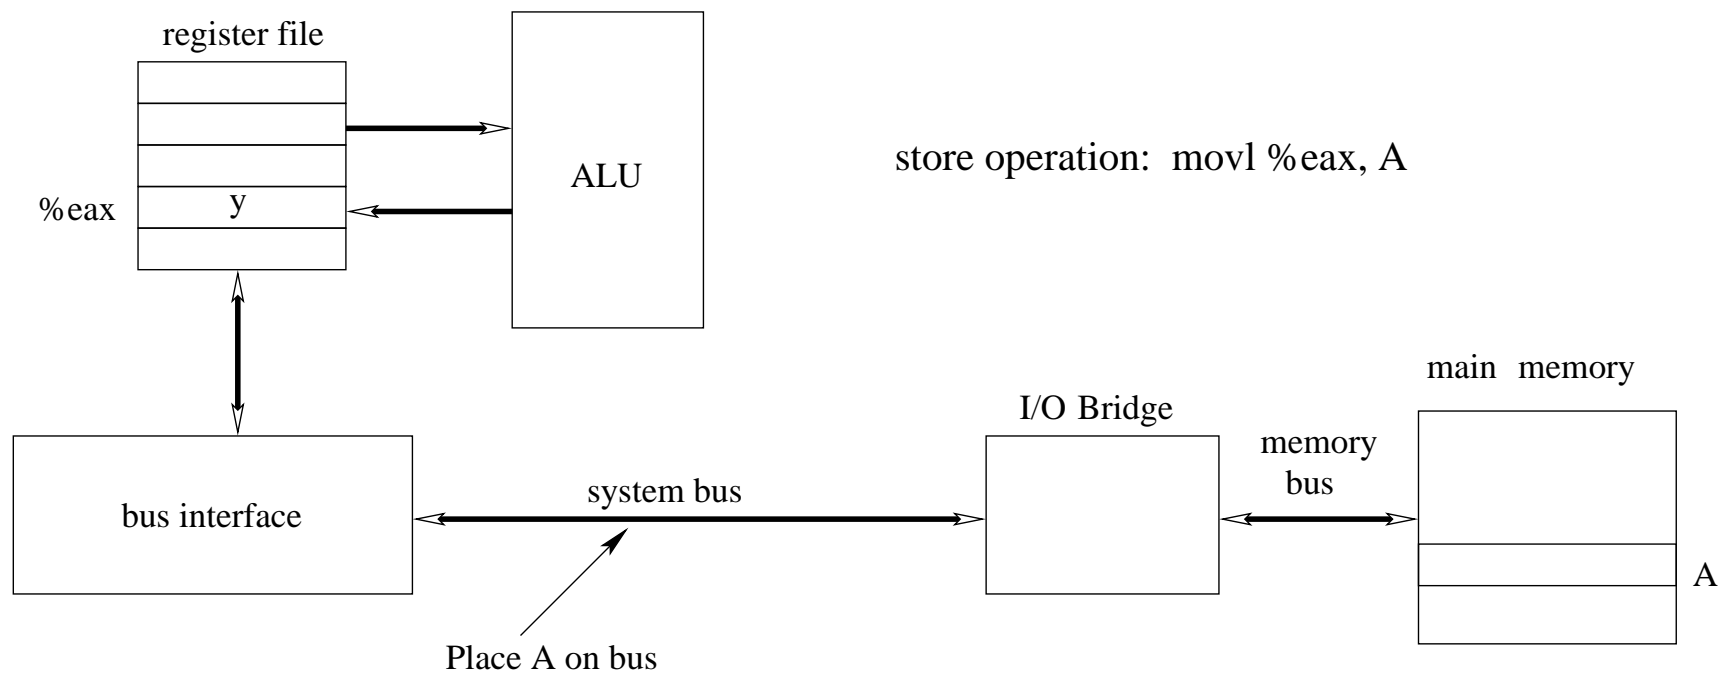 register file
ALU
store operation: movl %eax, A
%eax
y
main memory
I/O Bridge
memory
bus
system bus
bus interface
A
Place A on bus